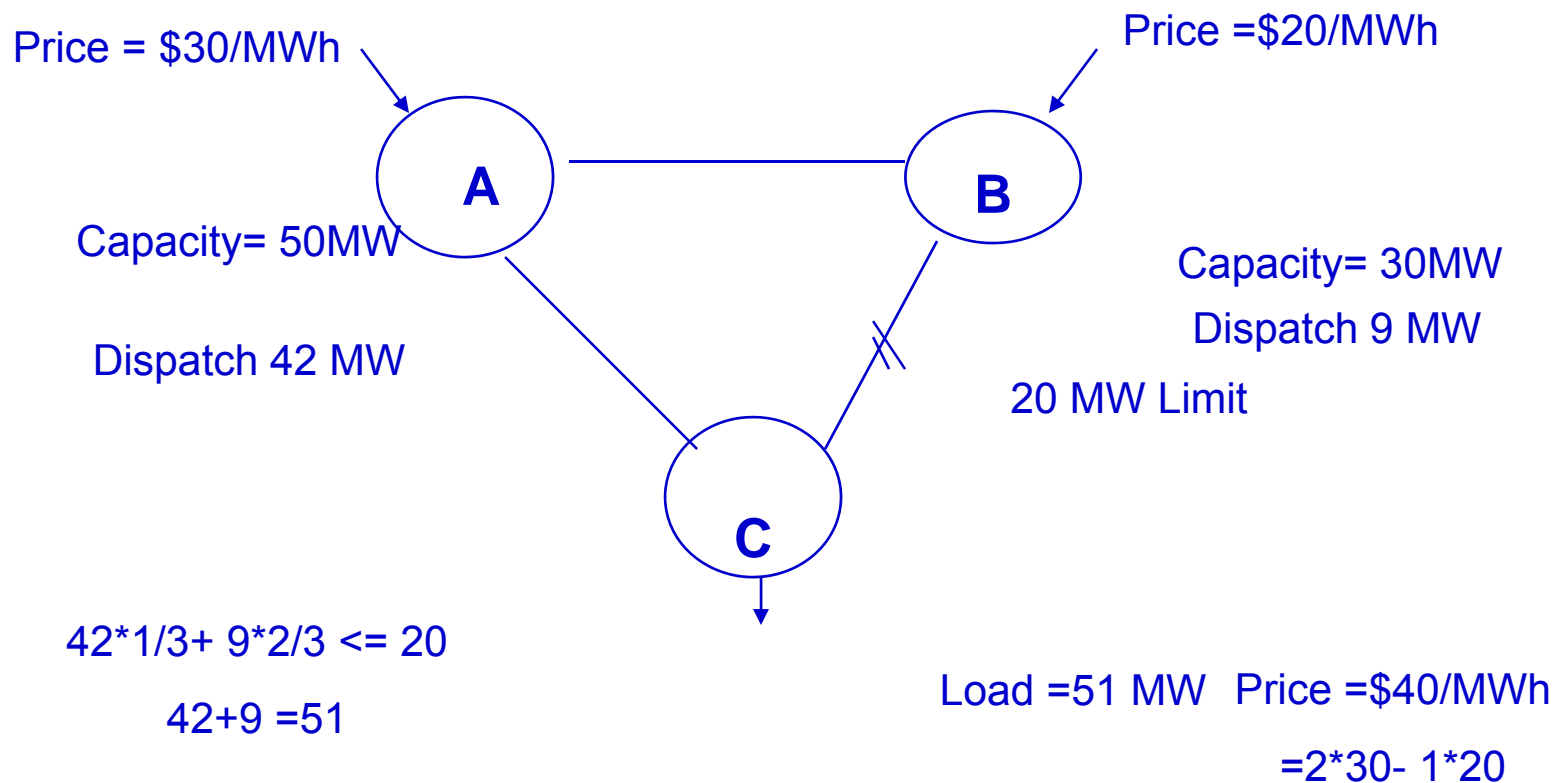 Price = $30/MWh
Price =$20/MWh
A
B
Capacity= 50MW
Capacity= 30MW
Dispatch 9 MW
Dispatch 42 MW
20 MW Limit
C
42*1/3+ 9*2/3 <= 20
Load =51 MW Price =$40/MWh
42+9 =51
=2*30- 1*20